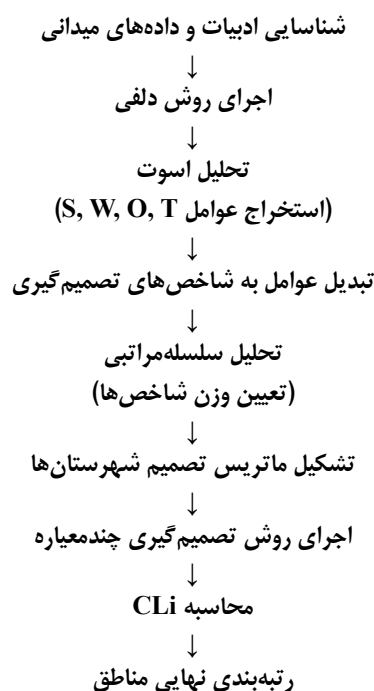 شناسایی ادبیات و داده‌های میدانی
↓
اجرای روش دلفی
↓
تحلیل اسوت
(استخراج عوامل S, W, O, T)
↓
تبدیل عوامل به شاخص‌های تصمیم‌گیری
↓
تحلیل سلسله‌مراتبی
(تعیین وزن شاخص‌ها)
↓
تشکیل ماتریس تصمیم شهرستان‌ها
↓
اجرای روش تصمیم‌گیری چندمعیاره
↓
محاسبه CLi
↓
رتبه‌بندی نهایی مناطق